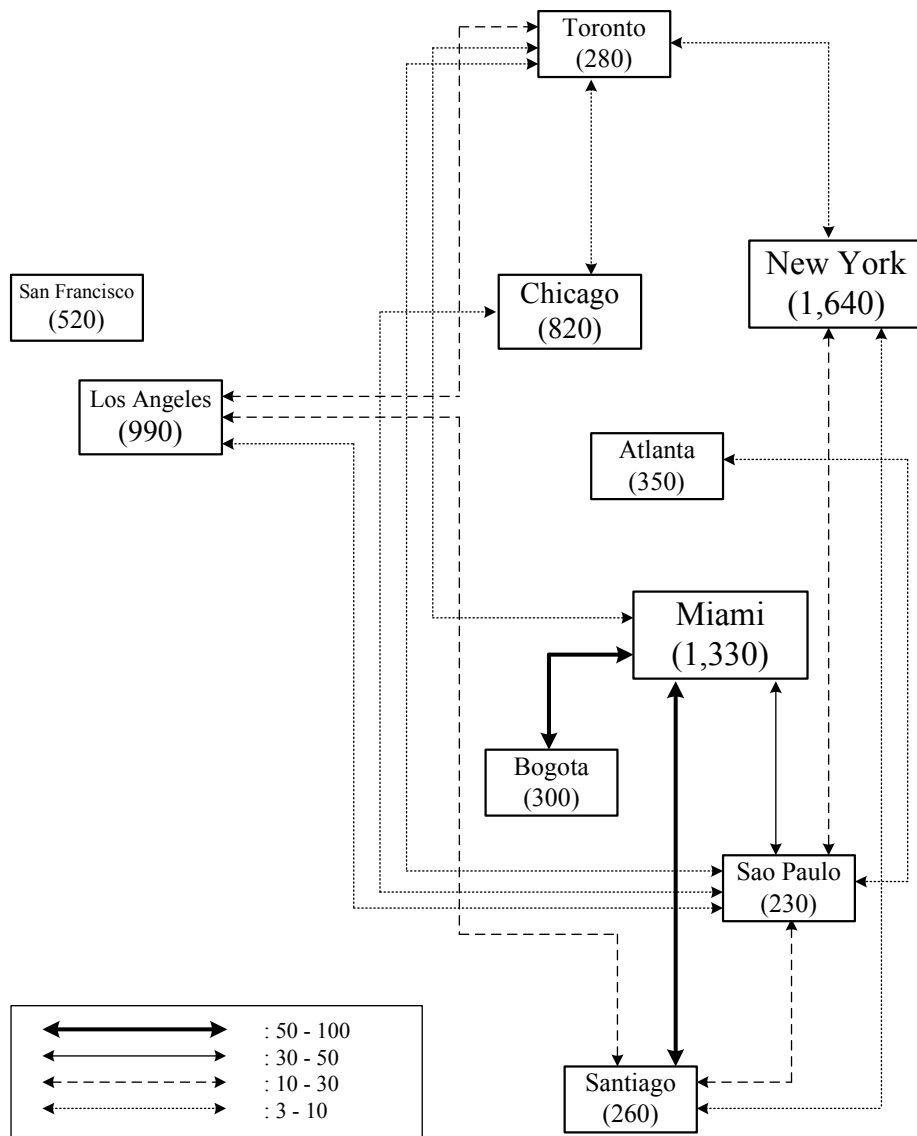 Toronto
(280)
New York
(1,640)
San Francisco
(520)
Chicago
(820)
Los Angeles
(990)
Atlanta
(350)
Miami
(1,330)
Bogota
(300)
Sao Paulo
(230)
Santiago
(260)
: 50 - 100
: 30 - 50
: 10 - 30
: 3 - 10